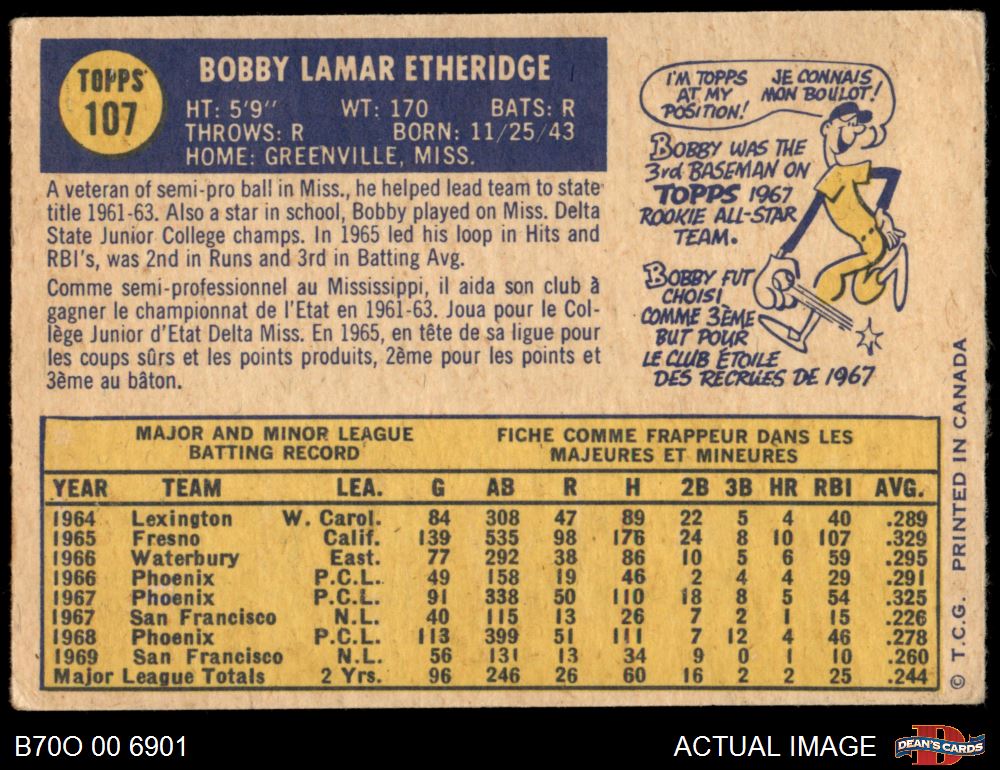 TOPPS
107
BOBBY LAMAR ETHERIDGE
HT: 5'9" WT: 170 BATS: R
THROWS: R BORN: 11/25/43
HOME: GREENVILLE, MISS.
A veteran of semi-pro ball in Miss., he helped lead team to state
title 1961-63. Also a star in school, Bobby played on Miss. Delta
State Junior College champs. In 1965 led his loop in Hits and
RBI's, was 2nd in Runs and 3rd in Batting Avg.
Comme semi-professionnel au Mississippi, il aida son club à
gagner le championnat de l'Etat en 1961-63. Joua pour le Col-
lège Junior d'Etat Delta Miss. En 1965, en tête de sa ligue pour
les coups sûrs et les points produits, 2ème pour les points et
3ème au bâton.
I'M TOPPS
AT MY
POSITION!
JE CONNAIS
MON BOULOT!
BOBBY WAS THE
3rd BASEMAN ON
TOPPS 1967
ROOKIE ALL-STAR
TEAM.
BOBBY FUT
CHOISI
COMME 3ÈME
BUT POUR
LE CLUB ÉTOILE
DES RECRUES DE 1967
MAJOR AND MINOR LEAGUE
BATTING RECORD
FICHE COMME FRAPPEUR DANS LES
MAJEURES ET MINEURES
YEAR TEAM LEA. G AB R H 2B 3B HR RBI AVG.
1964 Lexington W. Carol. 84 308 47 89 22 5 4 40 .289
1965 Fresno Calif. 139 535 98 176 24 8 10 107 .329
1966 Waterbury East. 77 292 38 86 10 5 6 59 .295
1966 Phoenix P.C.L. 49 158 19 46 2 4 4 29 .291
1967 Phoenix P.C.L. 91 338 50 110 18 8 5 54 .325
1967 San Francisco N.L. 40 115 13 26 7 2 1 15 .226
1968 Phoenix P.C.L. 113 399 51 111 7 12 4 46 .278
1969 San Francisco N.L. 56 131 13 34 9 0 1 10 .260
Major League Totals 2 Yrs. 96 246 26 60 16 2 2 25 .244
© T.C.G. PRINTED IN CANADA
B70O 00 6901
ACTUAL IMAGE
DEAN'S CARDS